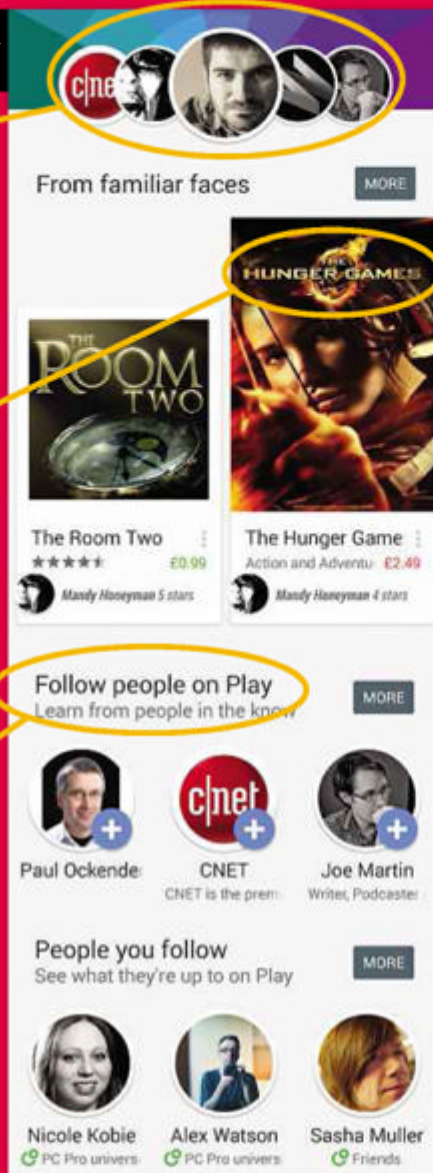 c|net
From familiar faces
MORE
THE
HUNGER GAMES
THE
ROOM
TWO
The Room Two
£0.99
Mandy Honeyman 5 stars
The Hunger Game
Action and Adventu £2.49
Mandy Honeyman 4 stars
Follow people on Play
MORE
Learn from people in the know
c|net
Paul Ockende
CNET
Joe Martin
CNET is the prem
Writer, Podcaster
People you follow
MORE
See what they're up to on Play
Nicole Kobie
Alex Watson
Sasha Muller
PC Pro univers
PC Pro univers
Friends